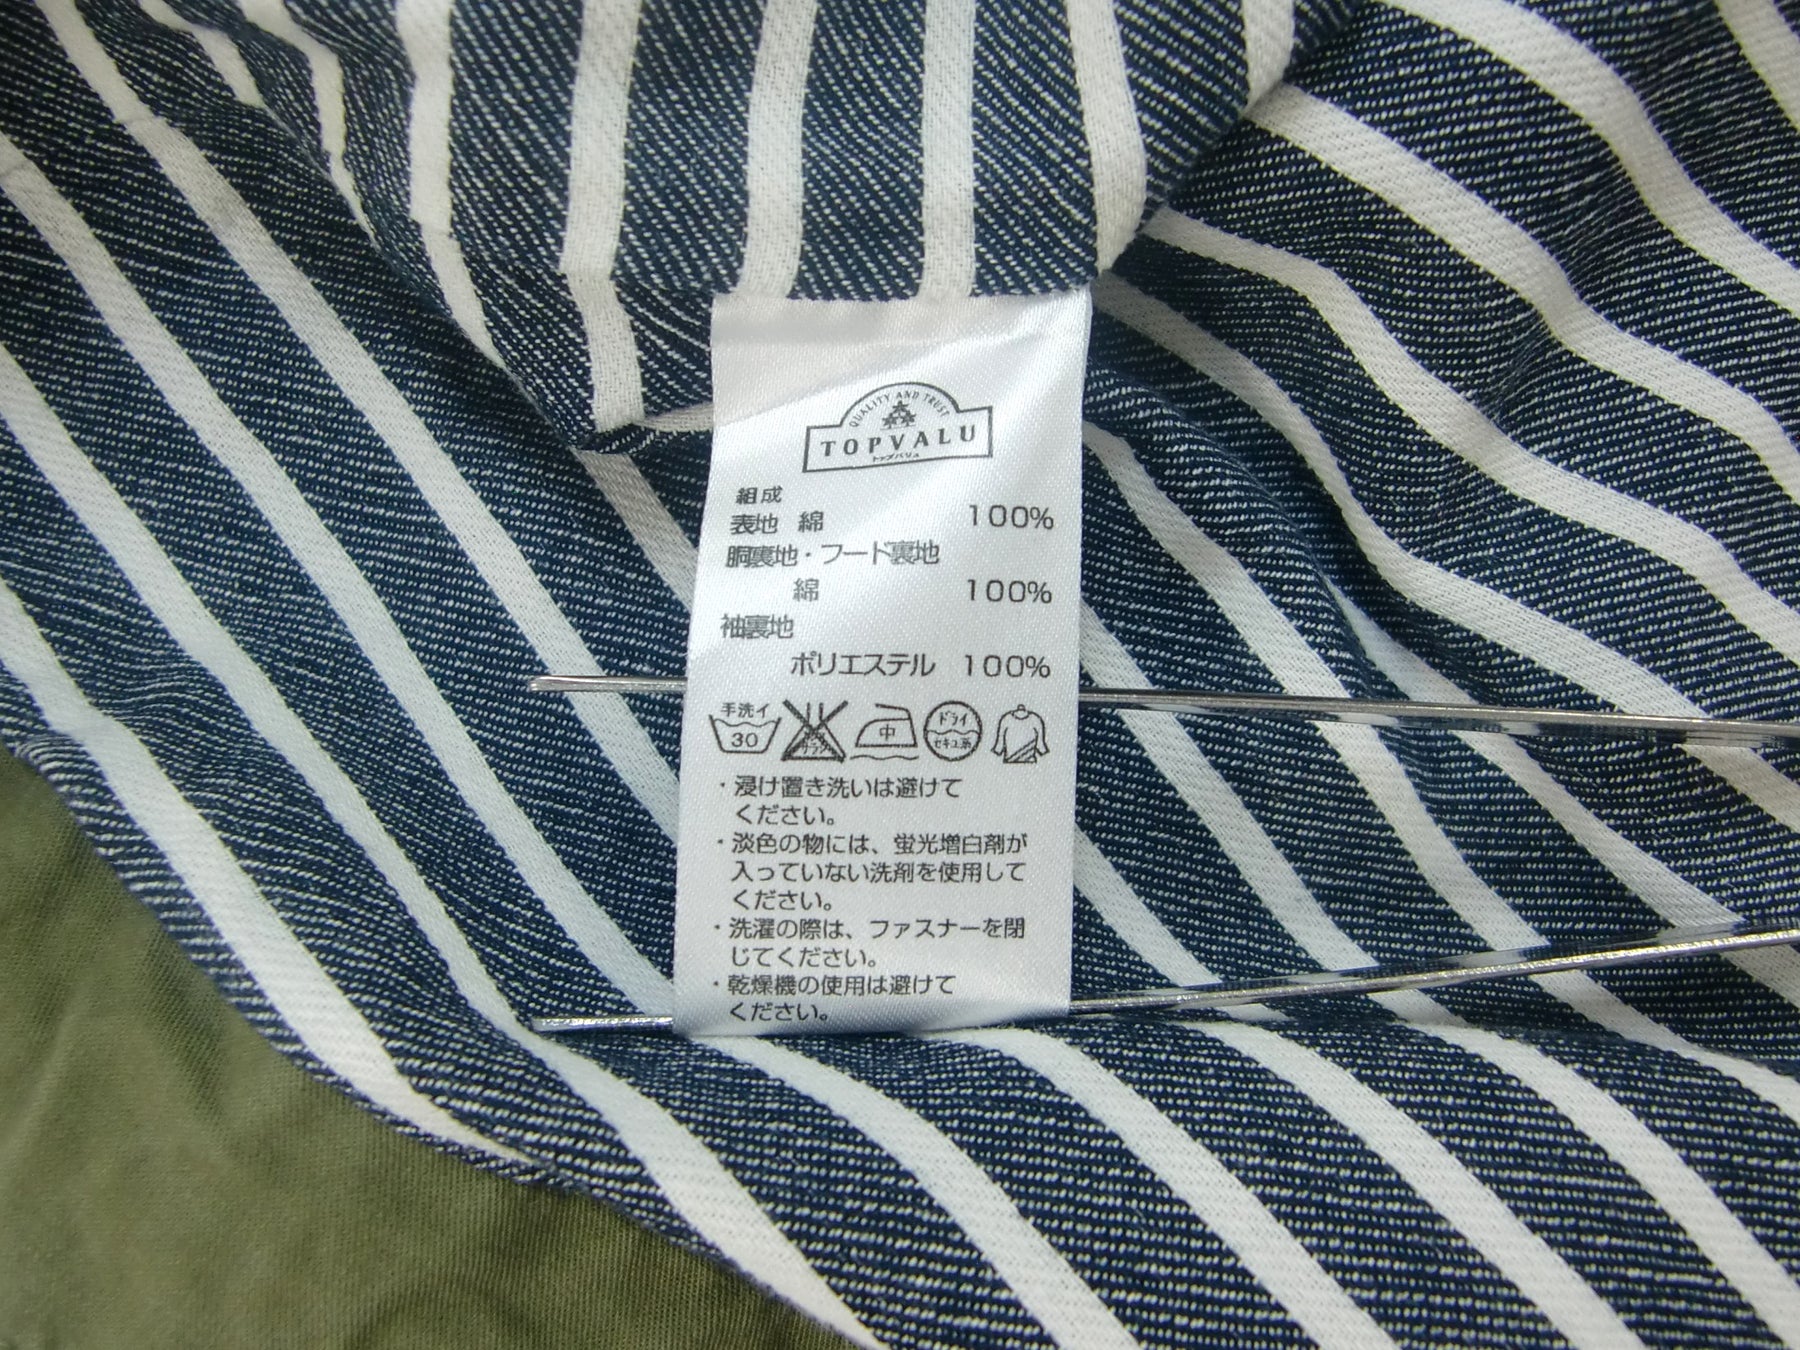 QUALITY AND TRUST
TOPVALU
トップバリュ
組成
表地 綿 100%
胴裏地・フード裏地
綿 100%
袖裏地
ポリエステル 100%
手洗イ
30
中
ドライ
セキユ系
・浸け置き洗いは避けて
ください。
・淡色の物には、蛍光増白剤が
入っていない洗剤を使用して
ください。
・洗濯の際は、ファスナーを閉
じてください。
・乾燥機の使用は避けて
ください。